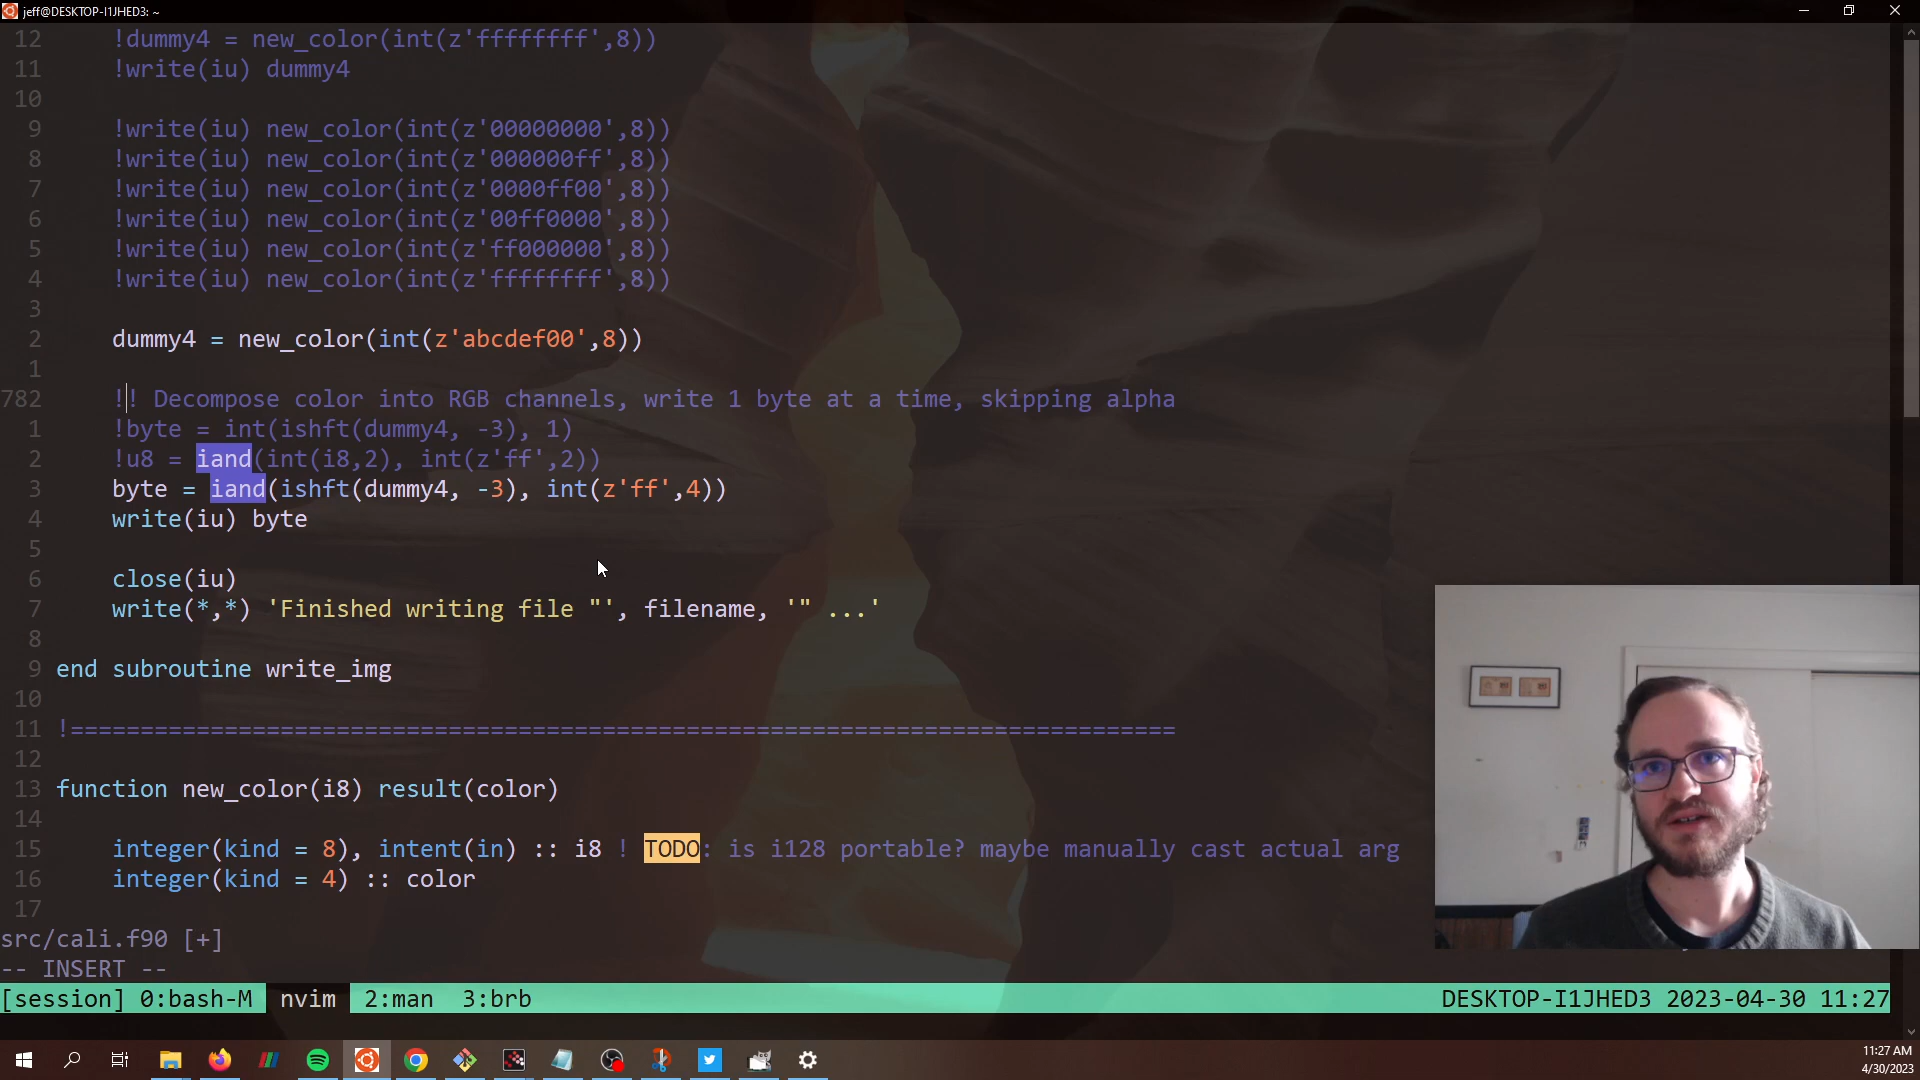 jeff@DESKTOP-I1JHED3: ~
12 !dummy4 = new_color(int(z'ffffffff',8))
11 !write(iu) dummy4
10
9 !write(iu) new_color(int(z'00000000',8))
8 !write(iu) new_color(int(z'000000ff',8))
7 !write(iu) new_color(int(z'0000ff00',8))
6 !write(iu) new_color(int(z'00ff0000',8))
5 !write(iu) new_color(int(z'ff000000',8))
4 !write(iu) new_color(int(z'ffffffff',8))
3
2 dummy4 = new_color(int(z'abcdef00',8))
1
782 !! Decompose color into RGB channels, write 1 byte at a time, skipping alpha
1 !byte = int(ishft(dummy4, -3), 1)
2 !u8 = iand(int(i8,2), int(z'ff',2))
3 byte = iand(ishft(dummy4, -3), int(z'ff',4))
4 write(iu) byte
5
6 close(iu)
7 write(*,*) 'Finished writing file "', filename, '" ...'
8
9 end subroutine write_img
10
11 !===============================================================================
12
13 function new_color(i8) result(color)
14
15 integer(kind = 8), intent(in) :: i8 ! TODO: is i128 portable? maybe manually cast actual arg
16 integer(kind = 4) :: color
17
src/cali.f90 [+]
-- INSERT --
[session] 0:bash-M nvim 2:man 3:brb DESKTOP-I1JHED3 2023-04-30 11:27
11:27 AM
4/30/2023